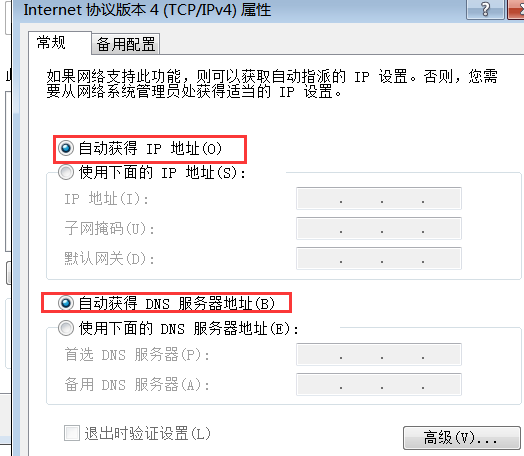 Internet 协议版本 4 (TCP/IPv4) 属性
常规 备用配置
如果网络支持此功能，则可以获取自动指派的 IP 设置。否则，您需
要从网络系统管理员处获得适当的 IP 设置。
自动获得 IP 地址(O)
使用下面的 IP 地址(S):
IP 地址(I):
子网掩码(U):
默认网关(D):
自动获得 DNS 服务器地址(B)
使用下面的 DNS 服务器地址(E):
首选 DNS 服务器(P):
备用 DNS 服务器(A):
退出时验证设置(L)
高级(V)...